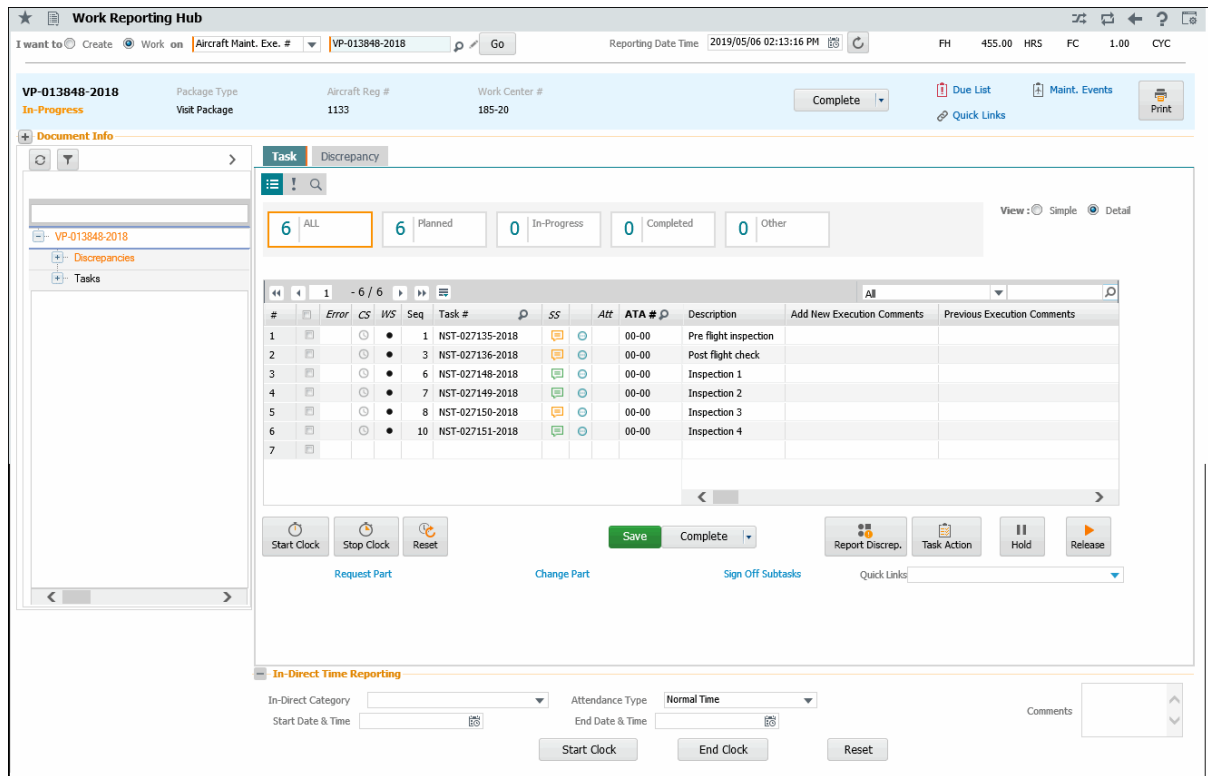 Work Reporting Hub
I want to Create Work on Aircraft Maint. Exe. # VP-013848-2018 Go Reporting Date Time 2019/05/06 02:13:16 PM FH 455.00 HRS FC 1.00 CYC
VP-013848-2018 Package Type Aircraft Reg # Work Center # Complete Due List Maint. Events Print
In-Progress Visit Package 1133 185-20 Quick Links
Document Info
Task Discrepancy
View : Simple Detail
6 ALL 6 Planned 0 In-Progress 0 Completed 0 Other
VP-013848-2018
Discrepancies
Tasks
1 - 6 / 6 All
# Error CS WS Seq Task # SS Att ATA # Description Add New Execution Comments Previous Execution Comments
1 1 NST-027135-2018 00-00 Pre flight inspection
2 3 NST-027136-2018 00-00 Post flight check
3 6 NST-027148-2018 00-00 Inspection 1
4 7 NST-027149-2018 00-00 Inspection 2
5 8 NST-027150-2018 00-00 Inspection 3
6 10 NST-027151-2018 00-00 Inspection 4
7
Start Clock Stop Clock Reset Save Complete Report Discrep. Task Action Hold Release
Request Part Change Part Sign Off Subtasks Quick Links
In-Direct Time Reporting
In-Direct Category Attendance Type Normal Time
Start Date & Time End Date & Time Comments
Start Clock End Clock Reset